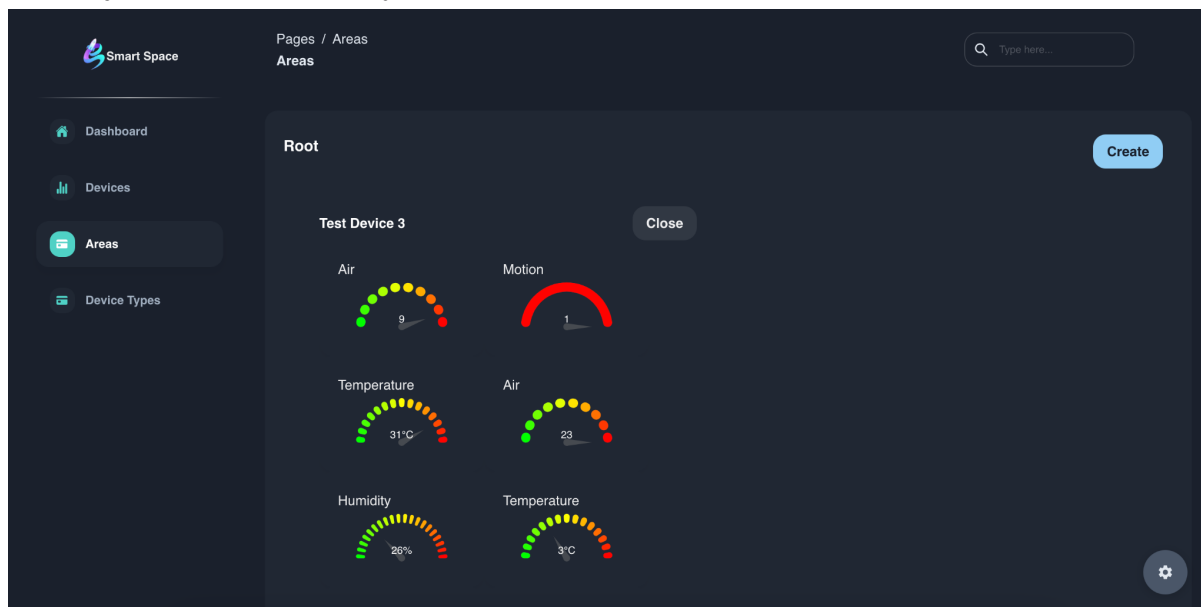 Smart Space
Pages / Areas
Areas
Type here...
Dashboard
Devices
Areas
Device Types
Root
Create
Test Device 3
Close
Air
9
Motion
1
Temperature
31°C
Air
23
Humidity
26%
Temperature
3°C